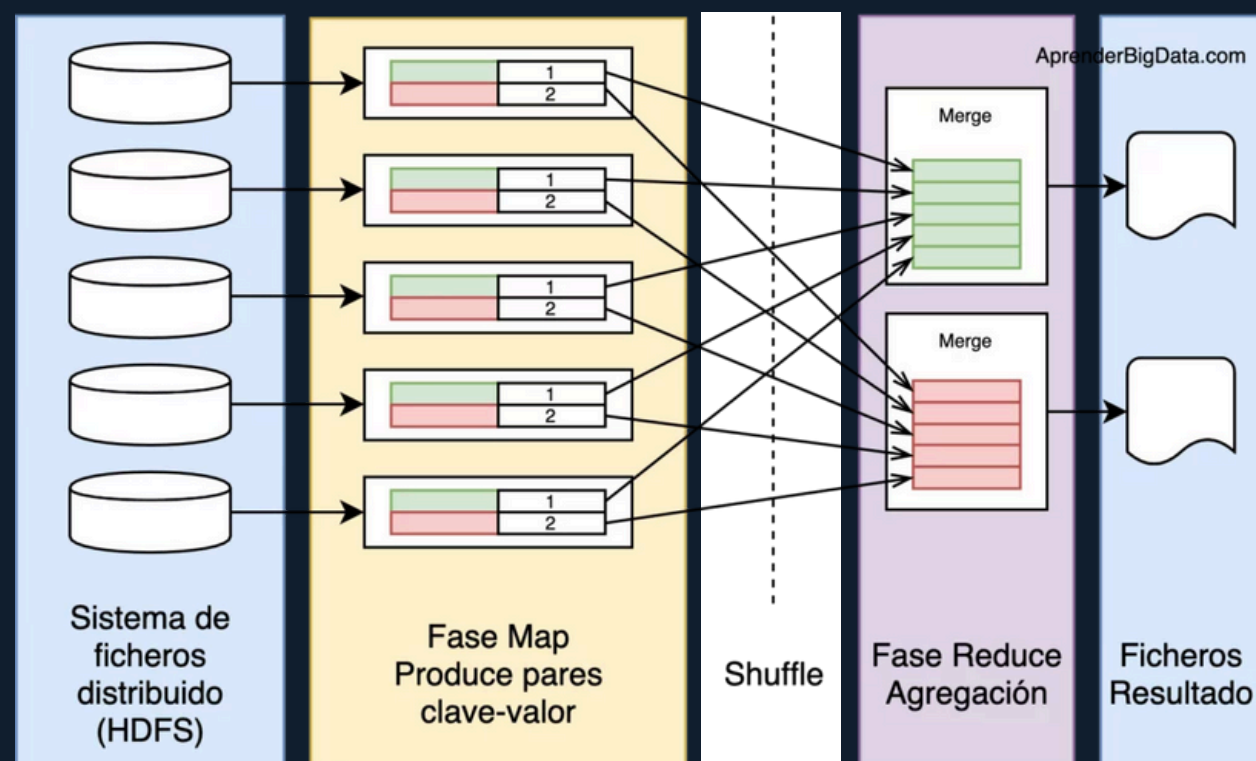 AprenderBigData.com
1
2
1
2
1
2
1
2
1
2
Merge
Merge
Sistema de
ficheros
distribuido
(HDFS)
Fase Map
Produce pares
clave-valor
Shuffle
Fase Reduce
Agregación
Ficheros
Resultado